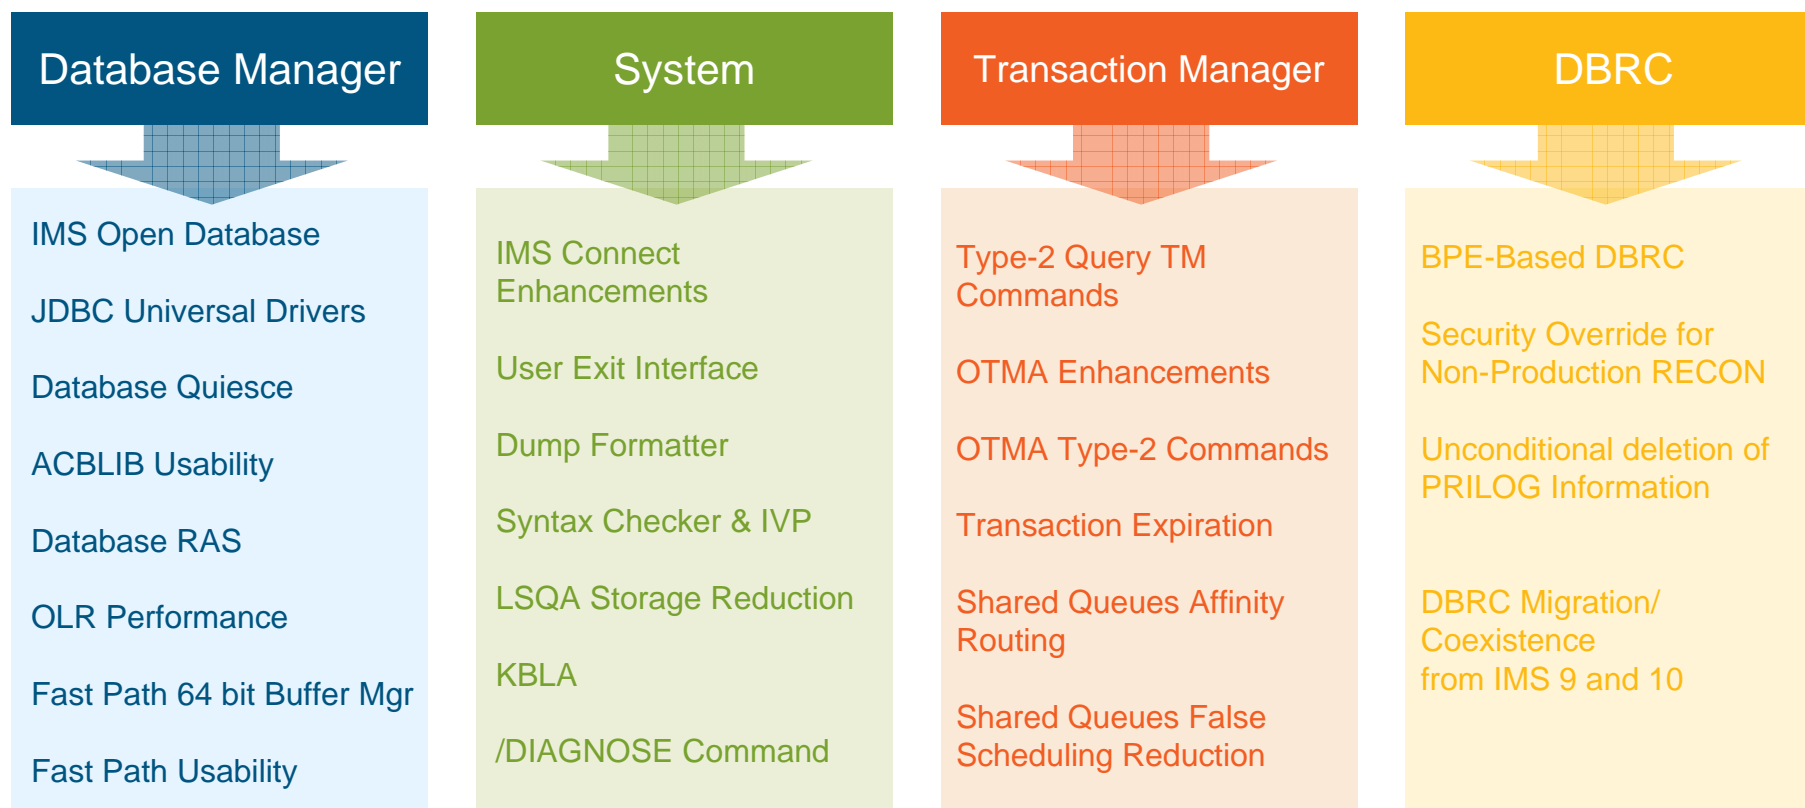 Database Manager
IMS Open Database
JDBC Universal Drivers
Database Quiesce
ACBLIB Usability
Database RAS
OLR Performance
Fast Path 64 bit Buffer Mgr
Fast Path Usability
System
IMS Connect
Enhancements
User Exit Interface
Dump Formatter
Syntax Checker & IVP
LSQA Storage Reduction
KBLA
/DIAGNOSE Command
Transaction Manager
Type-2 Query TM
Commands
OTMA Enhancements
OTMA Type-2 Commands
Transaction Expiration
Shared Queues Affinity
Routing
Shared Queues False
Scheduling Reduction
DBRC
BPE-Based DBRC
Security Override for
Non-Production RECON
Unconditional deletion of
PRILOG Information
DBRC Migration/
Coexistence
from IMS 9 and 10